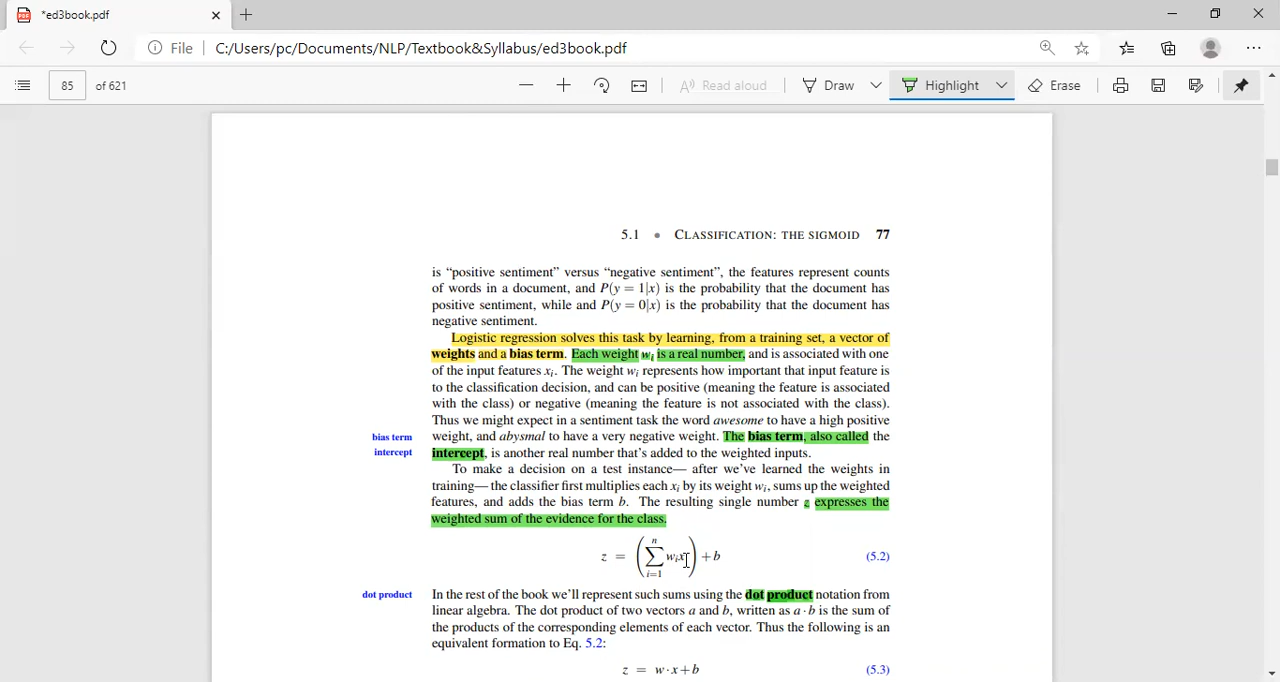 *ed3book.pdf
File
C:/Users/pc/Documents/NLP/Textbook&Syllabus/ed3book.pdf
85 of 621
Read aloud
Draw
Highlight
Erase
5.1 • CLASSIFICATION: THE SIGMOID 77
is “positive sentiment” versus “negative sentiment”, the features represent counts
of words in a document, and P(y = 1|x) is the probability that the document has
positive sentiment, while and P(y = 0|x) is the probability that the document has
negative sentiment.
Logistic regression solves this task by learning, from a training set, a vector of
weights and a bias term. Each weight wᵢ is a real number, and is associated with one
of the input features xᵢ. The weight wᵢ represents how important that input feature is
to the classification decision, and can be positive (meaning the feature is associated
with the class) or negative (meaning the feature is not associated with the class).
Thus we might expect in a sentiment task the word awesome to have a high positive
bias term weight, and abysmal to have a very negative weight. The bias term, also called the
intercept intercept, is another real number that’s added to the weighted inputs.
To make a decision on a test instance— after we’ve learned the weights in
training— the classifier first multiplies each xᵢ by its weight wᵢ, sums up the weighted
features, and adds the bias term b. The resulting single number z expresses the
weighted sum of the evidence for the class.
z = (∑ⁿᵢ₌₁ wᵢxᵢ) + b (5.2)
dot product In the rest of the book we’ll represent such sums using the dot product notation from
linear algebra. The dot product of two vectors a and b, written as a · b is the sum of
the products of the corresponding elements of each vector. Thus the following is an
equivalent formation to Eq. 5.2:
z = w · x + b (5.3)